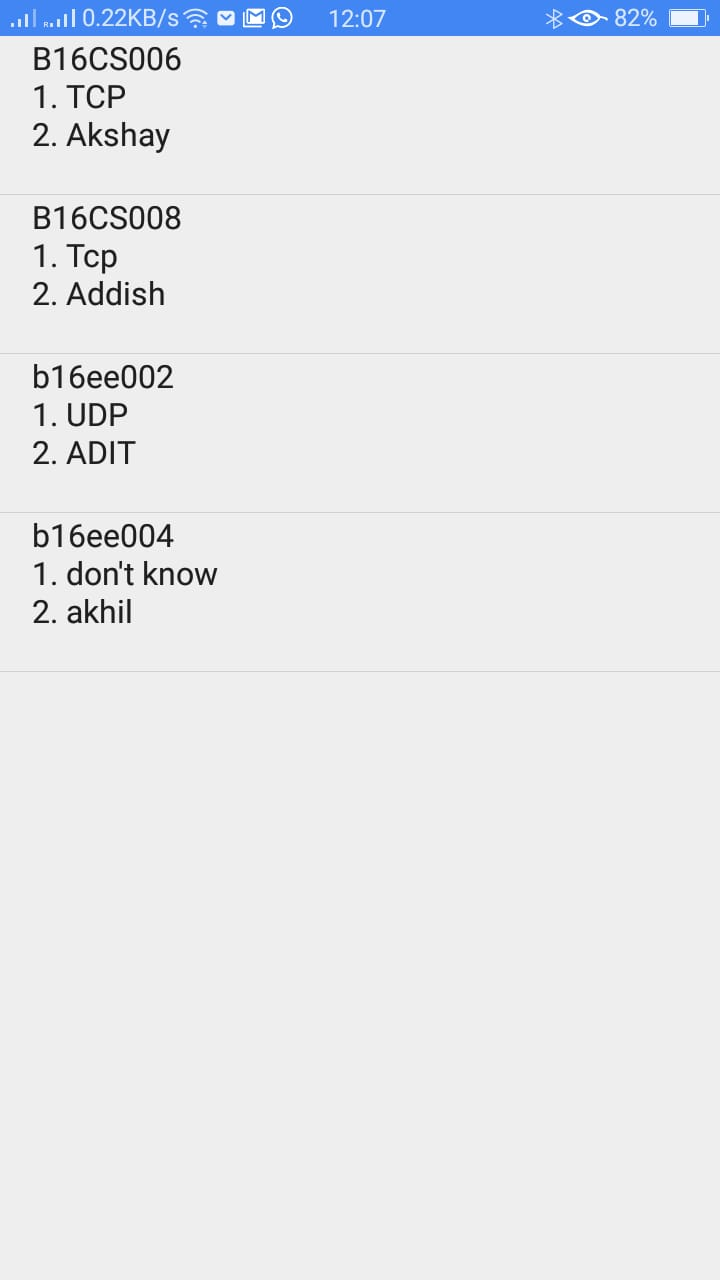 0.22KB/s 12:07 82%
B16CS006
1. TCP
2. Akshay
B16CS008
1. Tcp
2. Addish
b16ee002
1. UDP
2. ADIT
b16ee004
1. don't know
2. akhil